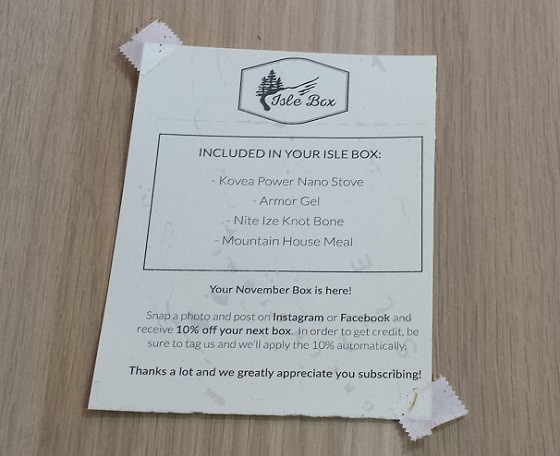 Isle Box
INCLUDED IN YOUR ISLE BOX:
- Kovea Power Nano Stove
- Armor Gel
- Nite Ize Knot Bone
- Mountain House Meal
Your November Box is here!
Snap a photo and post on Instagram or Facebook and
receive 10% off your next box. In order to get credit, be
sure to tag us and we'll apply the 10% automatically.
Thanks a lot and we greatly appreciate you subscribing!